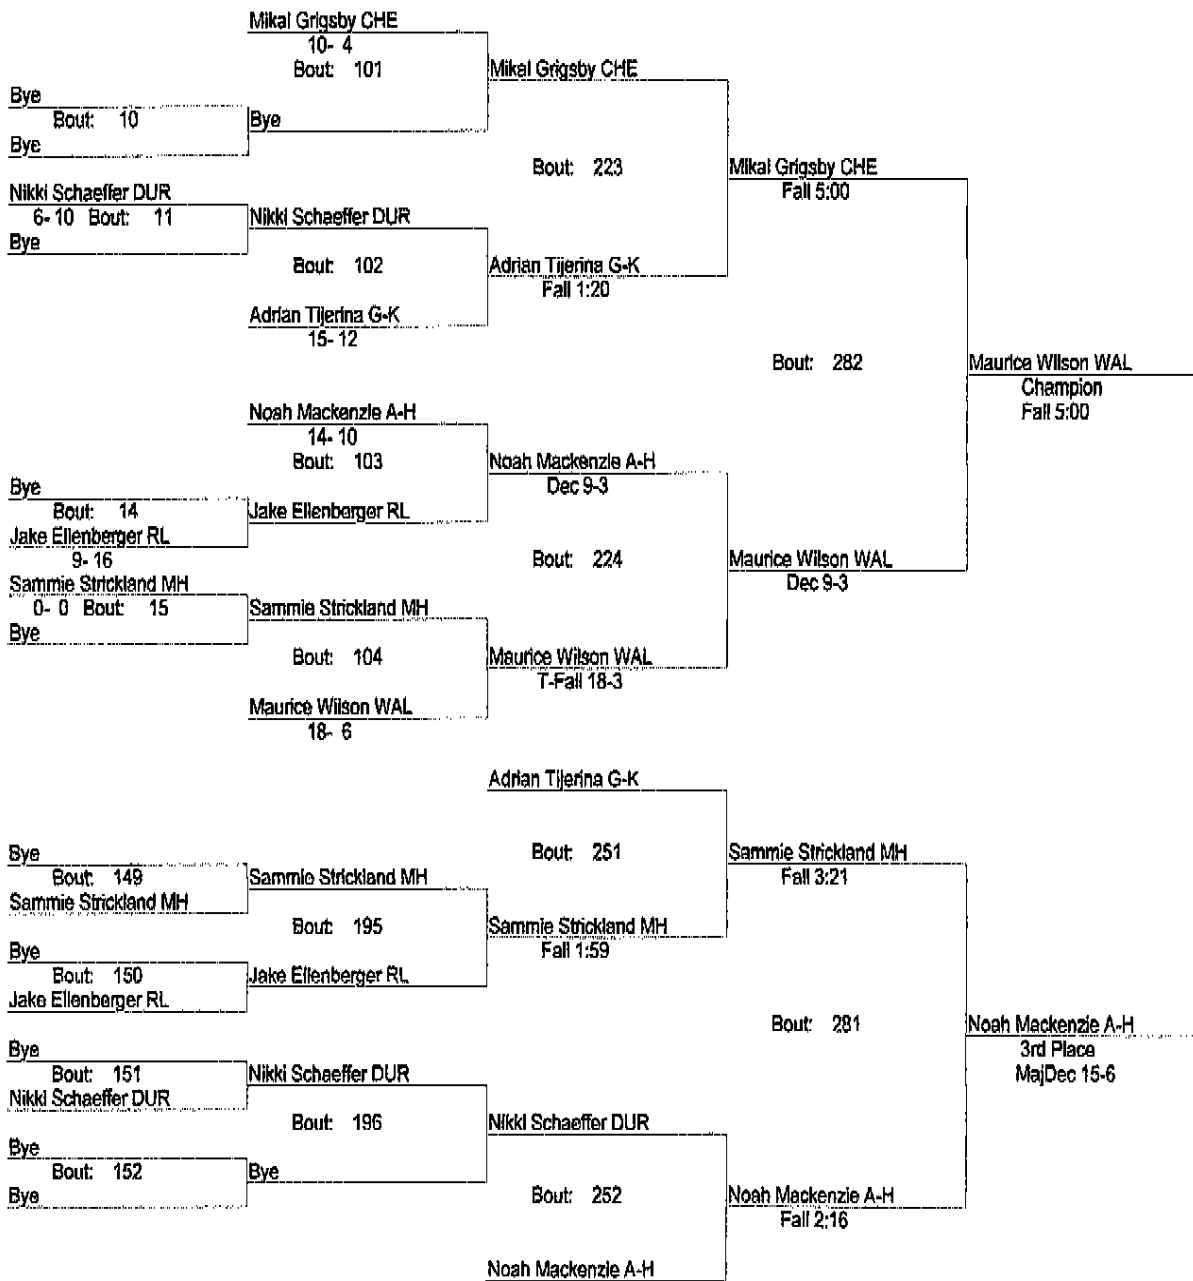 Mikal Grigsby CHE
10- 4
Bout: 101
Mikal Grigsby CHE
Bye
Bout: 10
Bye
Bye
Bout: 223
Mikal Grigsby CHE
Fall 5:00
Nikki Schaeffer DUR
6- 10 Bout: 11
Nikki Schaeffer DUR
Bye
Bout: 102
Adrian Tijerina G-K
Fall 1:20
Adrian Tijerina G-K
15- 12
Bout: 282
Maurice Wilson WAL
Champion
Fall 5:00
Noah Mackenzie A-H
14- 10
Bout: 103
Noah Mackenzie A-H
Dec 9-3
Bye
Bout: 14
Jake Ellenberger RL
Jake Ellenberger RL
9- 16
Bout: 224
Maurice Wilson WAL
Dec 9-3
Sammie Strickland MH
0- 0 Bout: 15
Sammie Strickland MH
Bye
Bout: 104
Maurice Wilson WAL
T-Fall 18-3
Maurice Wilson WAL
18- 6
Adrian Tijerina G-K
Bout: 251
Sammie Strickland MH
Fall 3:21
Bye
Bout: 149
Sammie Strickland MH
Sammie Strickland MH
Bout: 195
Sammie Strickland MH
Fall 1:59
Bye
Bout: 150
Jake Ellenberger RL
Jake Ellenberger RL
Bout: 281
Noah Mackenzie A-H
3rd Place
MajDec 15-6
Bye
Bout: 151
Nikki Schaeffer DUR
Nikki Schaeffer DUR
Bout: 196
Nikki Schaeffer DUR
Bye
Bout: 152
Bye
Bye
Bout: 252
Noah Mackenzie A-H
Fall 2:16
Noah Mackenzie A-H